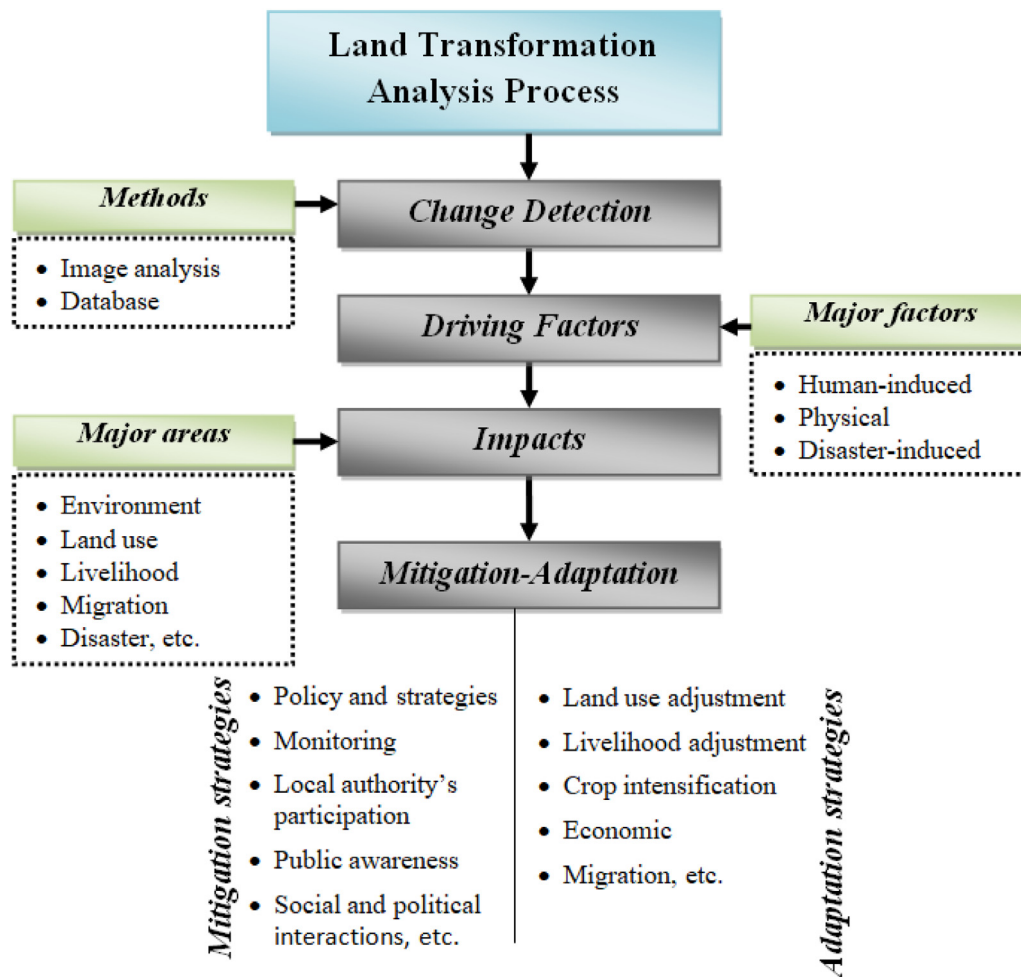 Land Transformation
Analysis Process
Methods
Change Detection
• Image analysis
• Database
Driving Factors
Major factors
• Human-induced
• Physical
• Disaster-induced
Major areas
Impacts
• Environment
• Land use
• Livelihood
• Migration
• Disaster, etc.
Mitigation-Adaptation
Mitigation strategies
• Policy and strategies
• Monitoring
• Local authority’s
participation
• Public awareness
• Social and political
interactions, etc.
• Land use adjustment
• Livelihood adjustment
• Crop intensification
• Economic
• Migration, etc.
Adaptation strategies